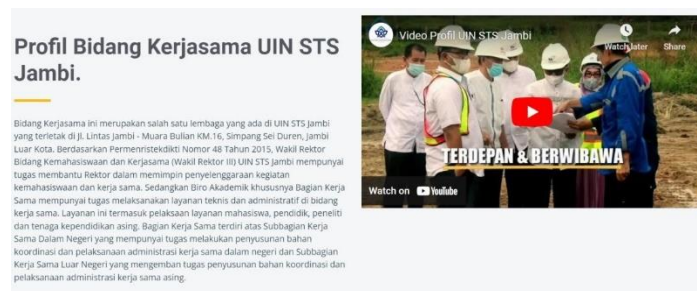 Profil Bidang Kerjasama UIN STS
Jambi.
Bidang Kerjasama ini merupakan salah satu lembaga yang ada di UIN STS Jambi
yang terletak di Jl. Lintas Jambi - Muara Bulian KM.16, Simpang Sei Duren, Jambi
Luar Kota. Berdasarkan Permenristekdikti Nomor 48 Tahun 2015, Wakil Rektor
Bidang Kemahasiswaan dan Kerjasama (Wakil Rektor III) UIN STS Jambi mempunyai
tugas membantu Rektor dalam memimpin penyelenggaraan kegiatan
kemahasiswaan dan kerja sama. Sedangkan Biro Akademik khususnya Bagian Kerja
Sama mempunyai tugas melaksanakan layanan teknis dan administratif di bidang
kerja sama. Layanan ini termasuk pelaksaan layanan mahasiswa, pendidik, peneliti
dan tenaga kependidikan asing. Bagian Kerja Sama terdiri atas Subbagian Kerja
Sama Dalam Negeri yang mempunyai tugas melakukan penyusunan bahan
koordinasi dan pelaksanaan administrasi kerja sama dalam negeri dan Subbagian
Kerja Sama Luar Negeri yang mengemban tugas penyusunan bahan koordinasi dan
pelaksanaan administrasi kerja sama asing.
Video Profil UIN STS Jambi
Watch later Share
TERDEPAN & BERWIBAWA
Watch on YouTube